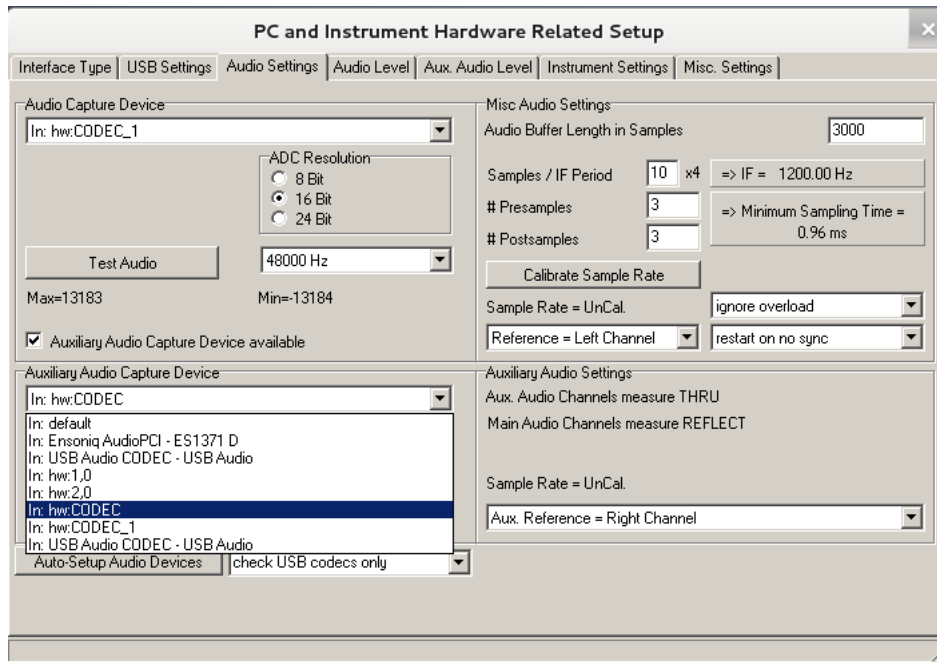 PC and Instrument Hardware Related Setup
Interface Type
USB Settings
Audio Settings
Audio Level
Aux. Audio Level
Instrument Settings
Misc. Settings
Audio Capture Device
In: hw:CODEC_1
ADC Resolution
8 Bit
16 Bit
24 Bit
Test Audio
48000 Hz
Max=13183
Min=-13184
Auxiliary Audio Capture Device available
Misc Audio Settings
Audio Buffer Length in Samples
3000
Samples / IF Period
10
x4
=> IF = 1200.00 Hz
# Presamples
3
=> Minimum Sampling Time =
0.96 ms
# Postsamples
3
Calibrate Sample Rate
Sample Rate = UnCal.
ignore overload
Reference = Left Channel
restart on no sync
Auxiliary Audio Capture Device
In: hw:CODEC
In: default
In: Ensoniq AudioPCI - ES1371 D
In: USB Audio CODEC - USB Audio
In: hw:1,0
In: hw:2,0
In: hw:CODEC
In: hw:CODEC_1
In: USB Audio CODEC - USB Audio
Auto-Setup Audio Devices
check USB codecs only
Auxiliary Audio Settings
Aux. Audio Channels measure THRU
Main Audio Channels measure REFLECT
Sample Rate = UnCal.
Aux. Reference = Right Channel